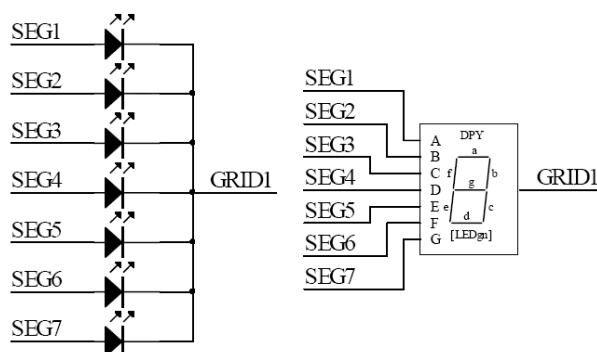 SEG1
SEG2
SEG3
SEG4
SEG5
SEG6
SEG7
GRID1
SEG1
SEG2
SEG3
SEG4
SEG5
SEG6
SEG7
A
B
C
D
E
F
G
DPY
a
f
b
g
e
c
d
[LEDgn]
GRID1